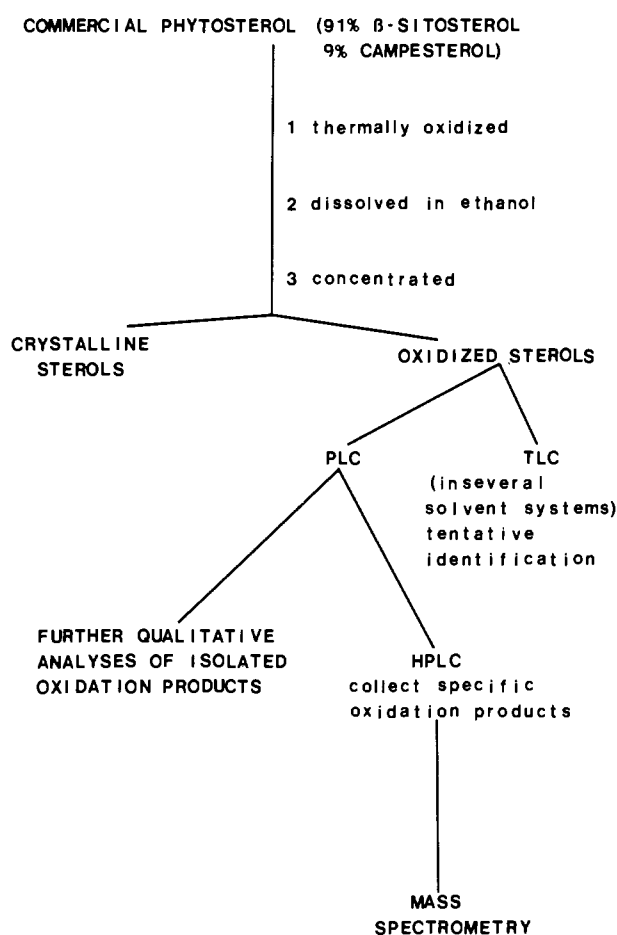 COMMERCIAL PHYTOSTEROL (91% ß-SITOSTEROL
9% CAMPESTEROL)
1 thermally oxidized
2 dissolved in ethanol
3 concentrated
CRYSTALLINE
STEROLS
OXIDIZED STEROLS
PLC
TLC
(inseveral
solvent systems)
tentative
identification
FURTHER QUALITATIVE
ANALYSES OF ISOLATED
OXIDATION PRODUCTS
HPLC
collect specific
oxidation products
MASS
SPECTROMETRY